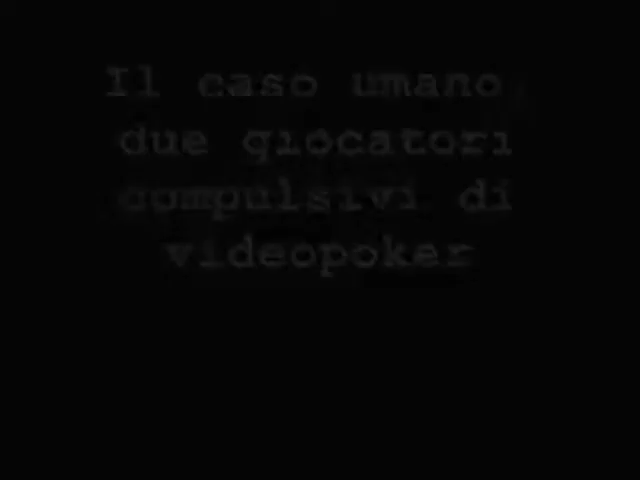 Il caso umano,
due giocatori
compulsivi di
videopoker